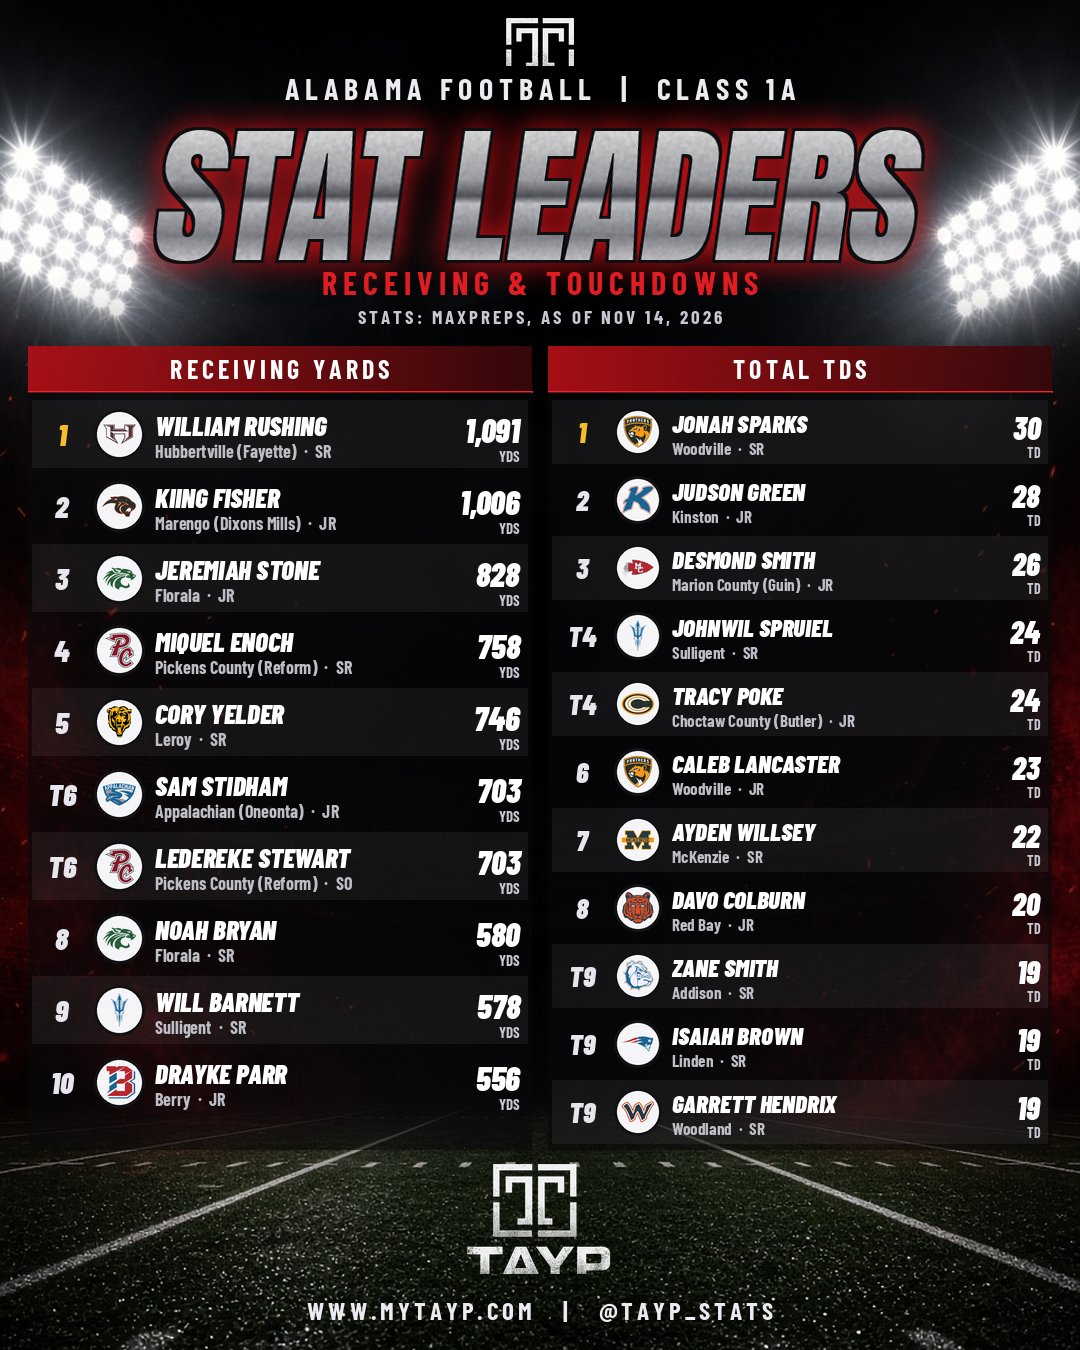 ALABAMA FOOTBALL | CLASS 1A
STAT LEADERS
RECEIVING & TOUCHDOWNS
STATS: MAXPREPS, AS OF NOV 14, 2026
RECEIVING YARDS
1 WILLIAM RUSHING 1,091
Hubbertville (Fayette) · SR YDS
2 KIING FISHER 1,006
Marengo (Dixons Mills) · JR YDS
3 JEREMIAH STONE 828
Florala · JR YDS
4 MIQUEL ENOCH 758
Pickens County (Reform) · SR YDS
5 CORY YELDER 746
Leroy · SR YDS
T6 SAM STIDHAM 703
Appalachian (Oneonta) · JR YDS
T6 LEDEREKE STEWART 703
Pickens County (Reform) · SO YDS
8 NOAH BRYAN 580
Florala · SR YDS
9 WILL BARNETT 578
Sulligent · SR YDS
10 DRAYKE PARR 556
Berry · JR YDS
TOTAL TDS
1 JONAH SPARKS 30
Woodville · SR TD
2 JUDSON GREEN 28
Kinston · JR TD
3 DESMOND SMITH 26
Marion County (Guin) · JR TD
T4 JOHNWIL SPRUIEL 24
Sulligent · SR TD
T4 TRACY POKE 24
Choctaw County (Butler) · JR TD
6 CALEB LANCASTER 23
Woodville · JR TD
7 AYDEN WILLSEY 22
McKenzie · SR TD
8 DAVO COLBURN 20
Red Bay · JR TD
T9 ZANE SMITH 19
Addison · SR TD
T9 ISAIAH BROWN 19
Linden · SR TD
T9 GARRETT HENDRIX 19
Woodland · SR TD
TAYP
WWW.MYTAYP.COM | @TAYP_STATS